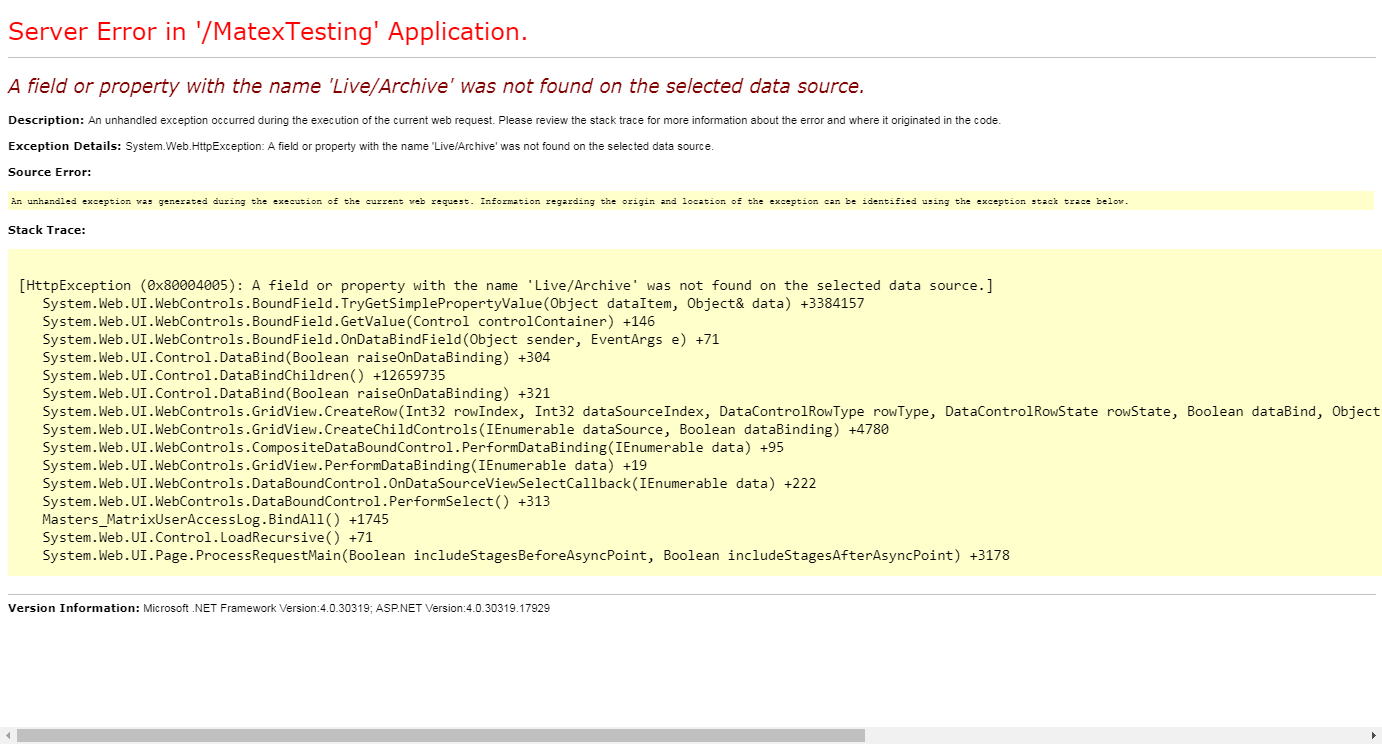 Server Error in '/MatexTesting' Application.
A field or property with the name 'Live/Archive' was not found on the selected data source.
Description: An unhandled exception occurred during the execution of the current web request. Please review the stack trace for more information about the error and where it originated in the code.
Exception Details: System.Web.HttpException: A field or property with the name 'Live/Archive' was not found on the selected data source.
Source Error:
An unhandled exception was generated during the execution of the current web request. Information regarding the origin and location of the exception can be identified using the exception stack trace below.
Stack Trace:
[HttpException (0x80004005): A field or property with the name 'Live/Archive' was not found on the selected data source.]
System.Web.UI.WebControls.BoundField.TryGetSimplePropertyValue(Object dataItem, Object& data) +3384157
System.Web.UI.WebControls.BoundField.GetValue(Control controlContainer) +146
System.Web.UI.WebControls.BoundField.OnDataBindField(Object sender, EventArgs e) +71
System.Web.UI.Control.DataBind(Boolean raiseOnDataBinding) +304
System.Web.UI.Control.DataBindChildren() +12659735
System.Web.UI.Control.DataBind(Boolean raiseOnDataBinding) +321
System.Web.UI.WebControls.GridView.CreateRow(Int32 rowIndex, Int32 dataSourceIndex, DataControlRowType rowType, DataControlRowState rowState, Boolean dataBind, Object
System.Web.UI.WebControls.GridView.CreateChildControls(IEnumerable dataSource, Boolean dataBinding) +4780
System.Web.UI.WebControls.CompositeDataBoundControl.PerformDataBinding(IEnumerable data) +95
System.Web.UI.WebControls.GridView.PerformDataBinding(IEnumerable data) +19
System.Web.UI.WebControls.DataBoundControl.OnDataSourceViewSelectCallback(IEnumerable data) +222
System.Web.UI.WebControls.DataBoundControl.PerformSelect() +313
Masters_MatrixUserAccessLog.BindAll() +1745
System.Web.UI.Control.LoadRecursive() +71
System.Web.UI.Page.ProcessRequestMain(Boolean includeStagesBeforeAsyncPoint, Boolean includeStagesAfterAsyncPoint) +3178
Version Information: Microsoft .NET Framework Version:4.0.30319; ASP.NET Version:4.0.30319.17929